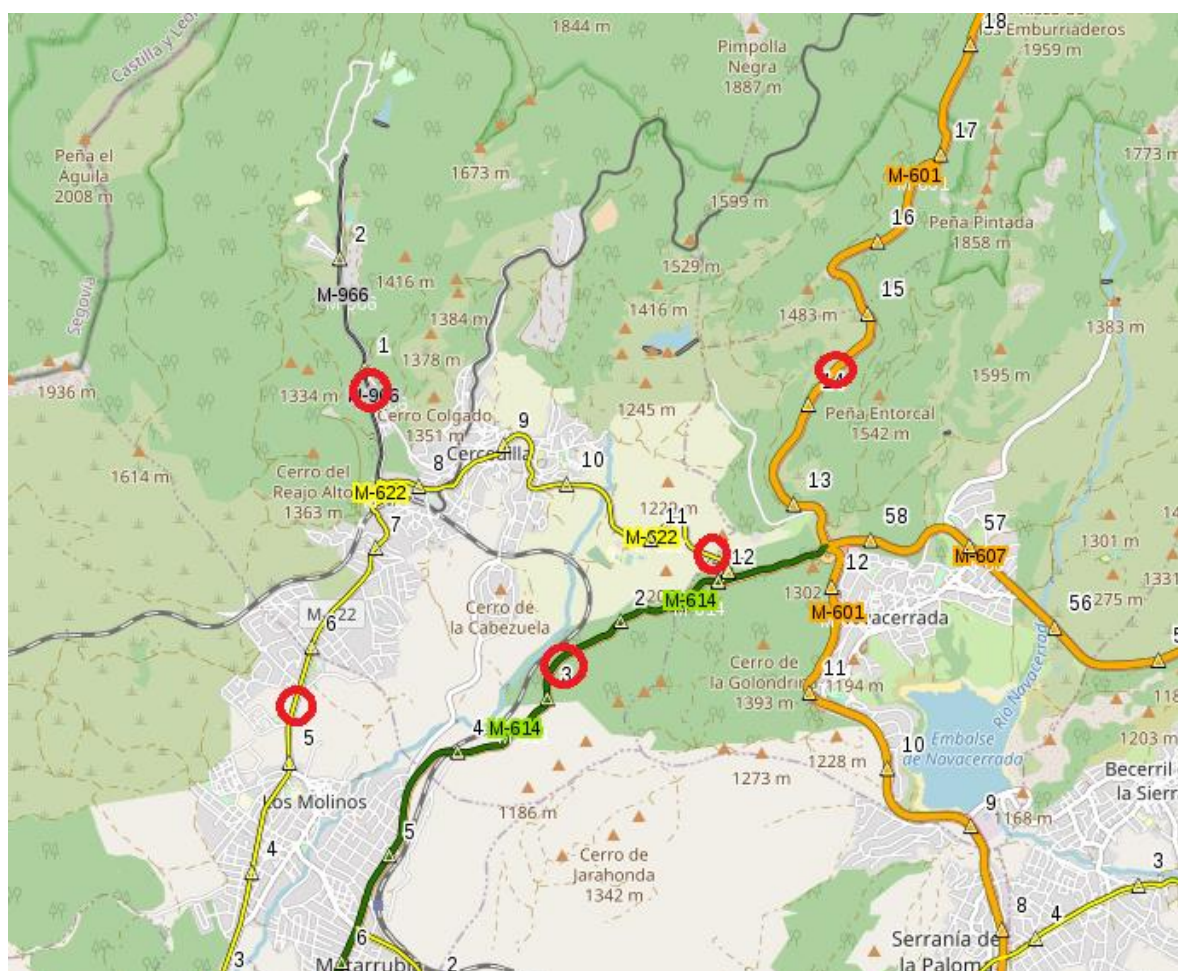 18
1844 m
los Emburriaderos
1959 m
Castilla y León
Pimpolla
Negra
1887 m
17
1773 m
Peña el
Águila
2008 m
1673 m
M-601
1599 m
Peña Pintada
1858 m
16
2
1529 m
1416 m
M-966
15
1416 m
1483 m
1384 m
1383 m
Segovia
1
1378 m
1595 m
1936 m
1334 m
Cerro Colgado
1351 m
1245 m
Peña Entorcal
1542 m
9
Cercedilla
1614 m
8
10
Cerro del
Reajo Alto
1363 m
M-622
13
7
11
58
57
M-622
M-607
1301 m
12
12
1302
2
M-614
1275 m
M-601
56
6
Cerro de
la Cabezuela
5
3
Cerro de
la Golondrina
1393 m
11
1194 m
Río Navacerrada
5
4
M-614
10
Embalse
de Navacerrada
1203 m
1228 m
1273 m
Becerril
la Sierra
Los Molinos
1186 m
9
1168 m
5
4
Cerro de
Jarahonda
1342 m
3
8
4
6
Serranía de
la Paloma
3
Matarrubia
2